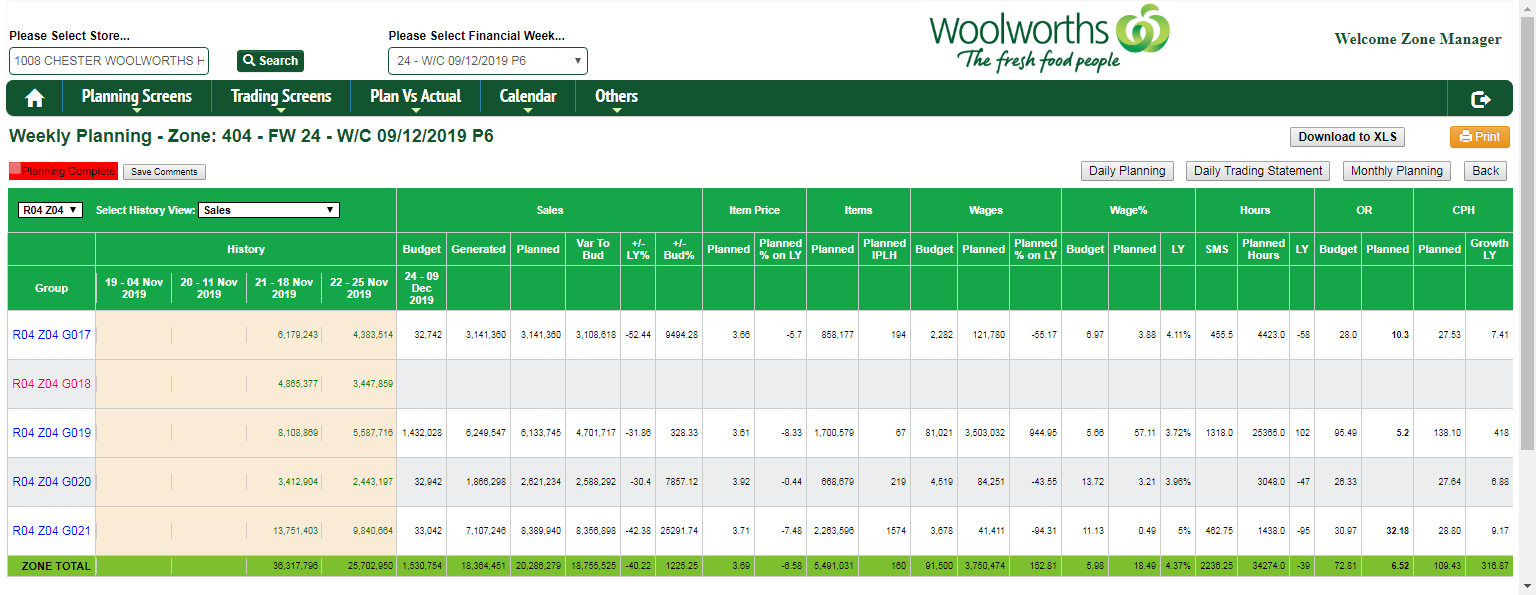 Please Select Store...
Please Select Financial Week...
Woolworths
The fresh food people
Welcome Zone Manager
1008 CHESTER WOOLWORTHS H
Search
24 - W/C 09/12/2019 P6
Planning Screens Trading Screens Plan Vs Actual Calendar Others
Weekly Planning - Zone: 404 - FW 24 - W/C 09/12/2019 P6
Download to XLS
Print
Planning Complete
Save Comments
Daily Planning
Daily Trading Statement
Monthly Planning
Back
R04 Z04 Select History View: Sales Sales Item Price Items Wages Wage% Hours OR CPH
History Budget Generated Planned Var To Bud +/- LY% +/- Bud% Planned Planned % on LY Planned Planned IPLH Budget Planned Planned % on LY Budget Planned LY SMS Planned Hours LY Budget Planned Planned Growth LY
Group 19 - 04 Nov 2019 20 - 11 Nov 2019 21 - 18 Nov 2019 22 - 25 Nov 2019 24 - 09 Dec 2019
R04 Z04 G017 6,179,243 4,383,514 32,742 3,141,360 3,141,360 3,108,618 -52.44 9494.28 3.66 -5.7 858,177 194 2,282 121,780 -55.17 6.97 3.88 4.11% 455.5 4423.0 -58 28.0 10.3 27.53 7.41
R04 Z04 G018 4,865,377 3,447,859
R04 Z04 G019 8,108,869 5,587,716 1,432,028 6,249,547 6,133,745 4,701,717 -31.86 328.33 3.61 -8.33 1,700,579 67 81,021 3,503,032 944.95 5.66 57.11 3.72% 1318.0 25365.0 102 95.49 5.2 138.10 418
R04 Z04 G020 3,412,904 2,443,197 32,942 1,866,298 2,621,234 2,588,292 -30.4 7857.12 3.92 -0.44 668,679 219 4,519 84,251 -43.55 13.72 3.21 3.96% 3048.0 -47 26.33 27.64 6.88
R04 Z04 G021 13,751,403 9,840,664 33,042 7,107,246 8,389,940 8,356,898 -42.38 25291.74 3.71 -7.48 2,263,596 1574 3,678 41,411 -94.31 11.13 0.49 5% 462.75 1438.0 -95 30.97 32.18 28.80 9.17
ZONE TOTAL 36,317,796 25,702,950 1,530,754 18,364,451 20,286,279 18,755,525 -40.22 1225.25 3.69 -6.58 5,491,031 160 91,500 3,750,474 152.81 5.98 18.49 4.37% 2236.25 34274.0 -39 72.81 6.52 109.43 316.87